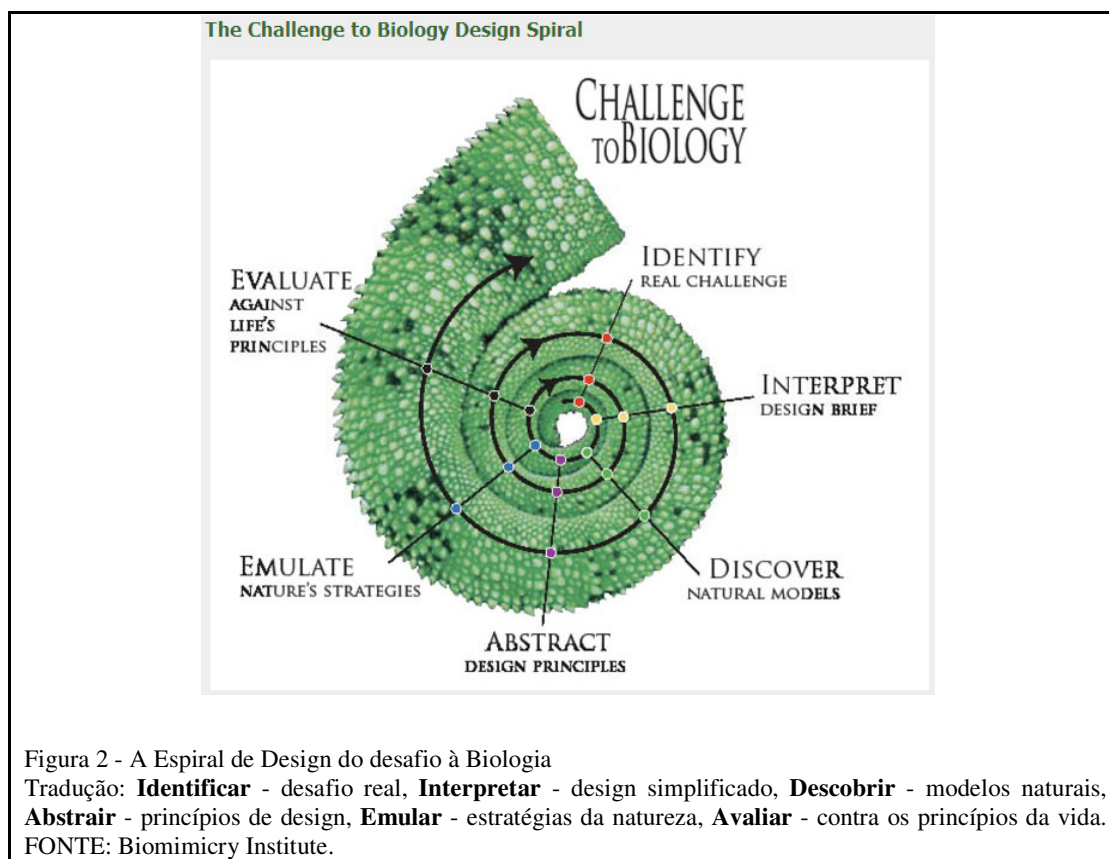 The Challenge to Biology Design Spiral
CHALLENGE
TO BIOLOGY
IDENTIFY
REAL CHALLENGE
EVALUATE
AGAINST
LIFE'S
PRINCIPLES
INTERPRET
DESIGN BRIEF
EMULATE
NATURE'S STRATEGIES
DISCOVER
NATURAL MODELS
ABSTRACT
DESIGN PRINCIPLES
Figura 2 - A Espiral de Design do desafio à Biologia
Tradução: Identificar - desafio real, Interpretar - design simplificado, Descobrir - modelos naturais,
Abstrair - princípios de design, Emular - estratégias da natureza, Avaliar - contra os princípios da vida.
FONTE: Biomimicry Institute.